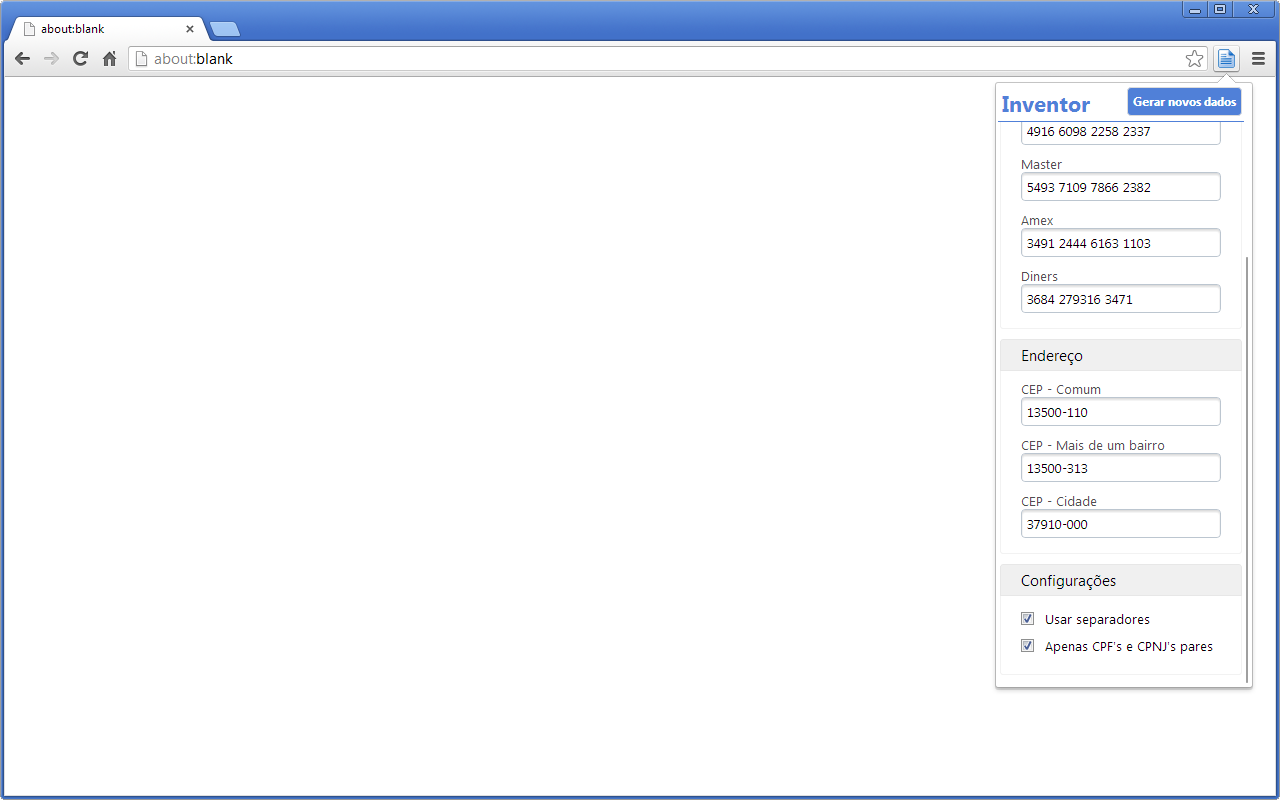 about:blank
about:blank
Inventor
Gerar novos dados
4916 6098 2258 2337
Master
5493 7109 7866 2382
Amex
3491 2444 6163 1103
Diners
3684 279316 3471
Endereço
CEP - Comum
13500-110
CEP - Mais de um bairro
13500-313
CEP - Cidade
37910-000
Configurações
Usar separadores
Apenas CPF's e CPNJ's pares